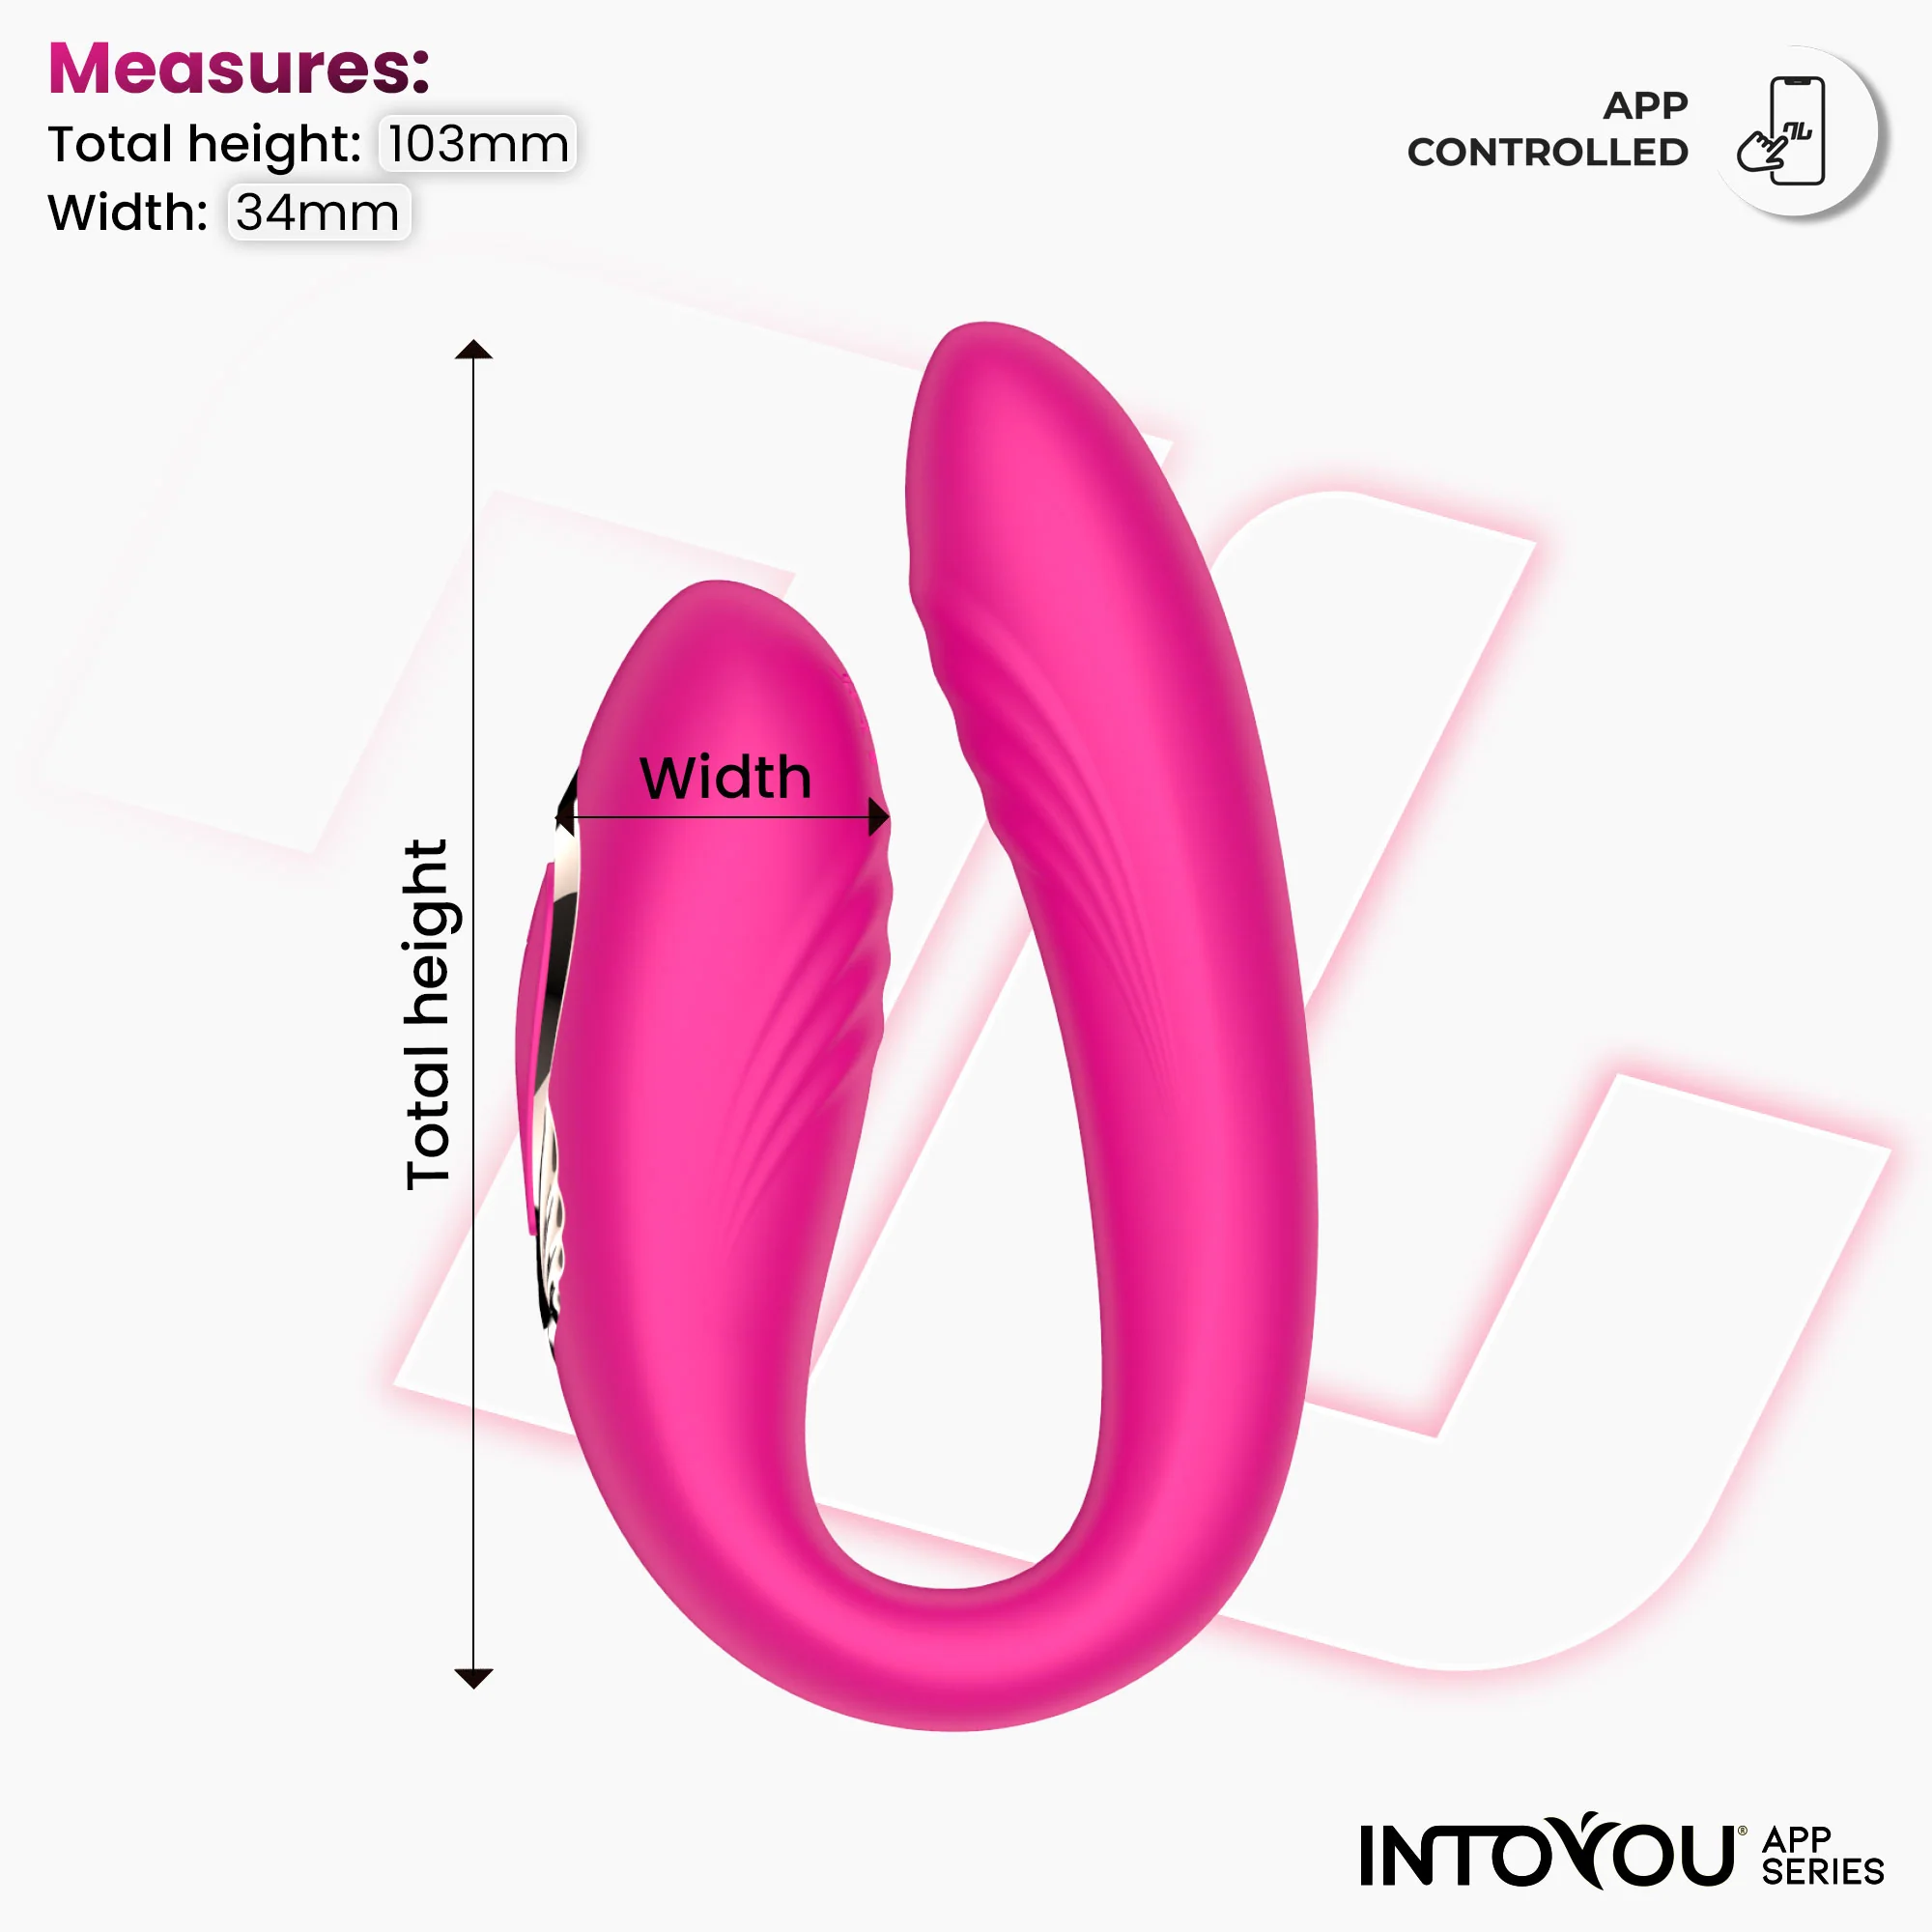 Measures:
Total height: 103mm
Width: 34mm
APP
CONTROLLED
Width
Total height
INTOYOU® APP
SERIES